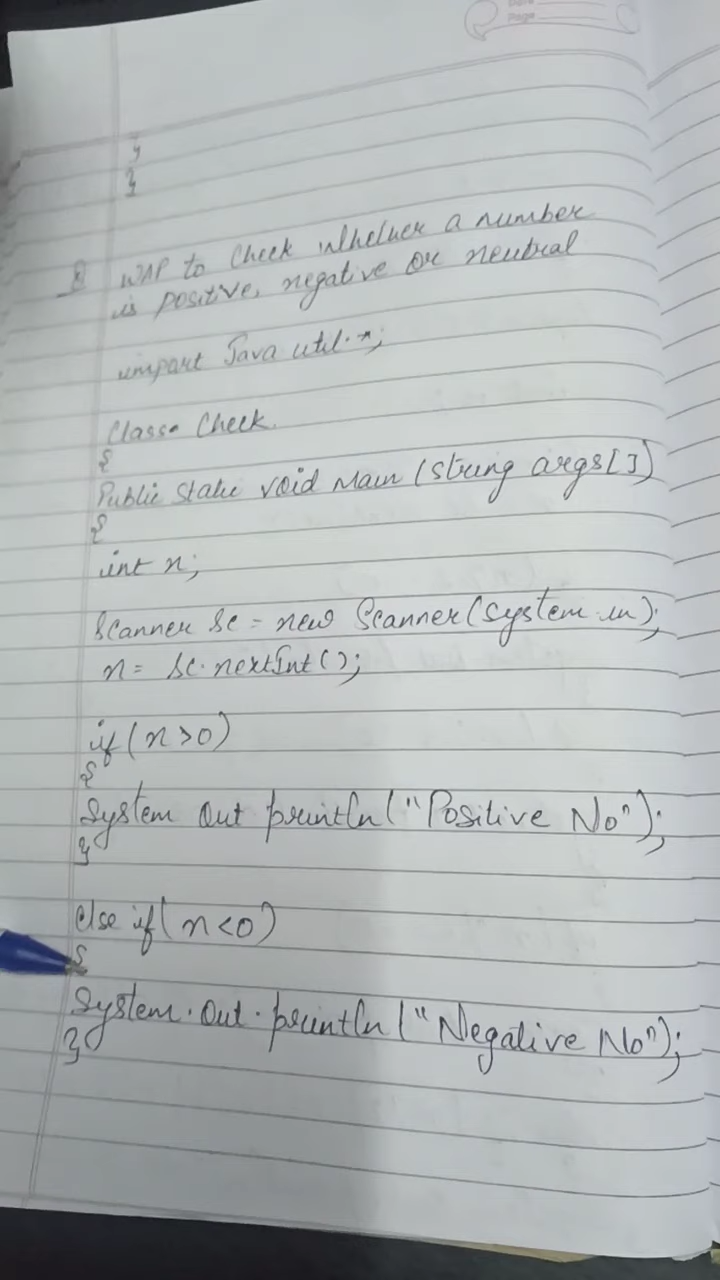 Page
}
}
Q WAP to Check whether a number
is positive, negative or neutral
import Java util.*;
Class Check
{
Public Static void Main (string args[])
{
int n;
Scanner Sc = new Scanner(System.in);
n = Sc.nextInt();
if(n>0)
{
System Out println("Positive No");
}
else if(n<0)
{
System.Out.println("Negative No");
}